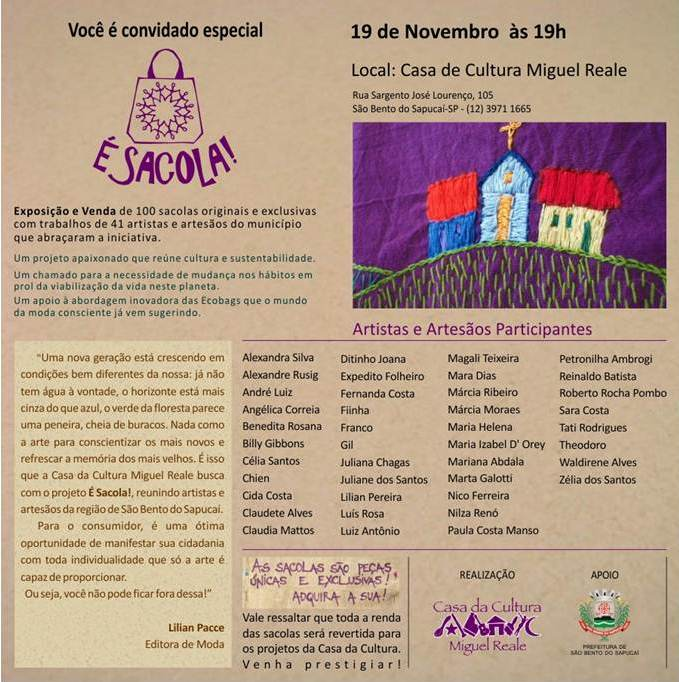 Você é convidado especial
É SACOLA!
Exposição e Venda de 100 sacolas originais e exclusivas
com trabalhos de 41 artistas e artesãos do município
que abraçaram a iniciativa.
Um projeto apaixonado que reúne cultura e sustentabilidade.
Um chamado para a necessidade de mudança nos hábitos em
prol da viabilização da vida neste planeta.
Um apoio à abordagem inovadora das Ecobags que o mundo
da moda consciente já vem sugerindo.
19 de Novembro às 19h
Local: Casa de Cultura Miguel Reale
Rua Sargento José Lourenço, 105
São Bento do Sapucaí-SP - (12) 3971 1665
Artistas e Artesãos Participantes
Alexandra Silva
Alexandre Rusig
André Luiz
Angélica Correia
Benedita Rosana
Billy Gibbons
Célia Santos
Chien
Cida Costa
Claudete Alves
Claudia Mattos
Ditinho Joana
Expedito Folheiro
Fernanda Costa
Fiinha
Franco
Gil
Juliana Chagas
Juliane dos Santos
Lilian Pereira
Luís Rosa
Luiz Antônio
Magali Teixeira
Mara Dias
Márcia Ribeiro
Márcia Moraes
Maria Helena
Maria Izabel D' Orey
Mariana Abdala
Marta Galotti
Nico Ferreira
Nilza Renó
Paula Costa Manso
Petronilha Ambrogi
Reinaldo Batista
Roberto Rocha Pombo
Sara Costa
Tati Rodrigues
Theodoro
Waldirene Alves
Zélia dos Santos
"Uma nova geração está crescendo em
condições bem diferentes da nossa: já não
tem água à vontade, o horizonte está mais
cinza do que azul, o verde da floresta parece
uma peneira, cheia de buracos. Nada como
a arte para conscientizar os mais novos e
refrescar a memória dos mais velhos. É isso
que a Casa da Cultura Miguel Reale busca
com o projeto É Sacola!, reunindo artistas e
artesãos da região de São Bento do Sapucaí.
Para o consumidor, é uma ótima
oportunidade de manifestar sua cidadania
com toda individualidade que só a arte é
capaz de proporcionar.
Ou seja, você não pode ficar fora dessa!"
Lilian Pacce
Editora de Moda
AS SACOLAS SÃO PEÇAS
ÚNICAS E EXCLUSIVAS!
ADQUIRA A SUA!
Vale ressaltar que toda a renda
das sacolas será revertida para
os projetos da Casa da Cultura.
Venha prestigiar!
REALIZAÇÃO
Casa da Cultura
Miguel Reale
APOIO
PREFEITURA DE
SÃO BENTO DO SAPUCAÍ